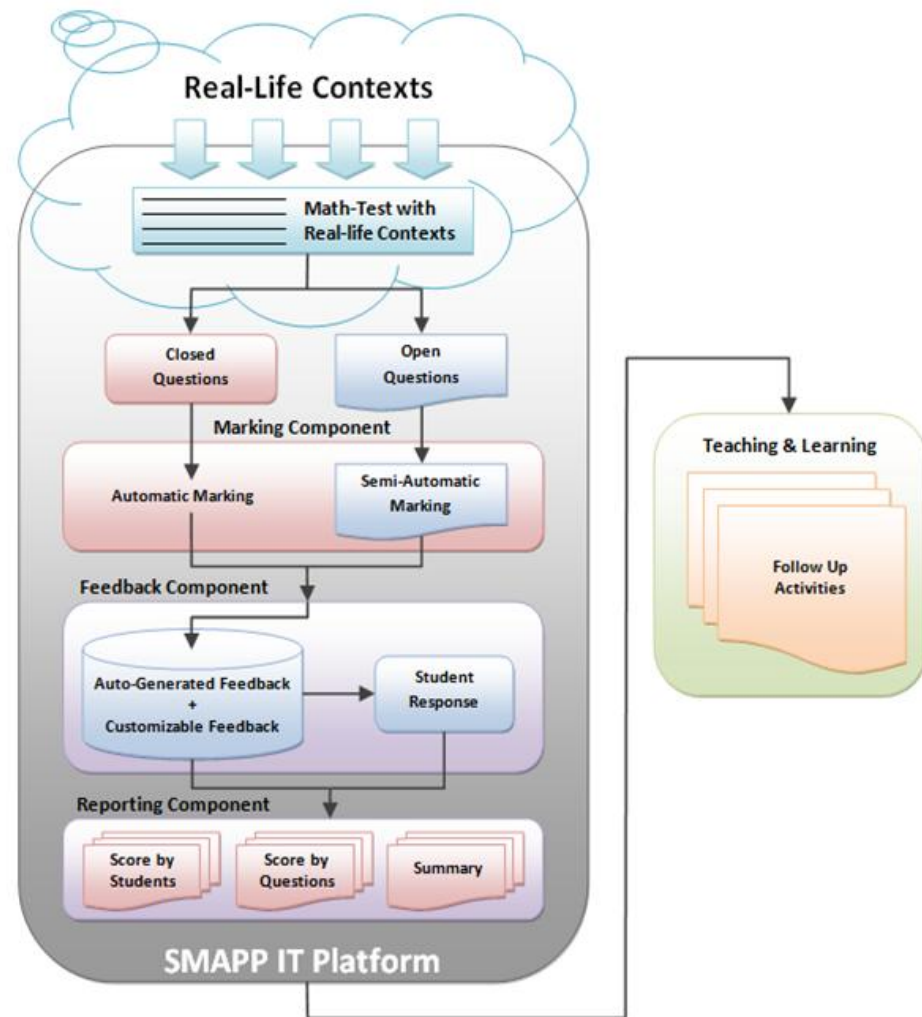 Real-Life Contexts
Math-Test with
Real-life Contexts
Closed
Questions
Open
Questions
Marking Component
Automatic Marking
Semi-Automatic
Marking
Feedback Component
Auto-Generated Feedback
+
Customizable Feedback
Student
Response
Reporting Component
Score by
Students
Score by
Questions
Summary
SMAPP IT Platform
Teaching & Learning
Follow Up
Activities